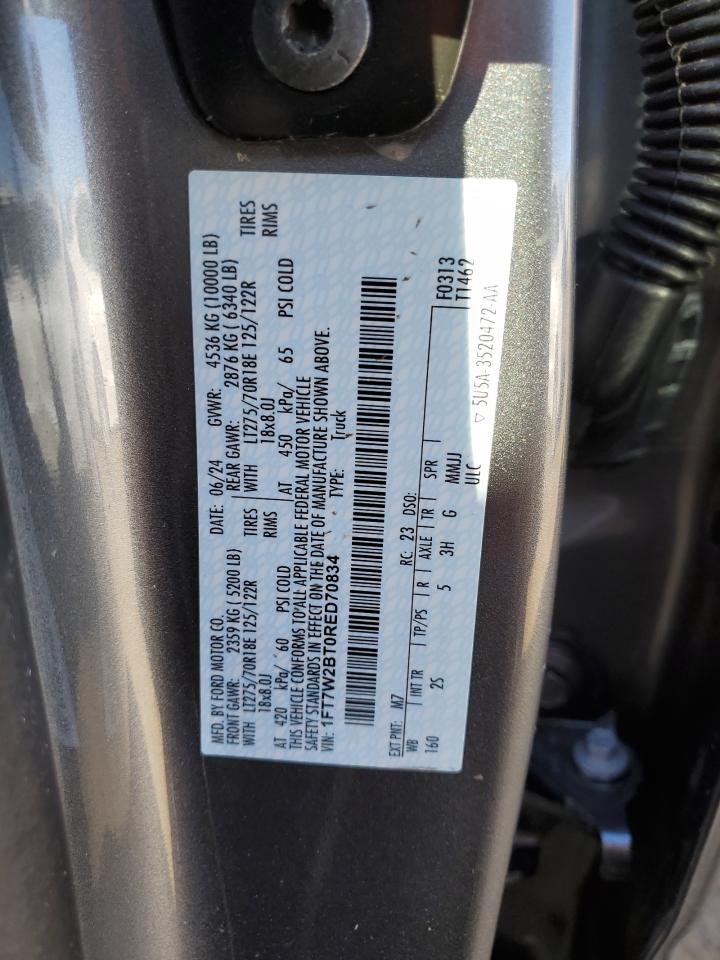 MFD. BY FORD MOTOR CO. DATE: 06/24 GVWR: 4536 KG (10000 LB)
FRONT GAWR: 2359 KG (5200 LB) REAR GAWR: 2876 KG ( 6340 LB)
WITH LT275/70R18E 125/122R TIRES WITH LT275/70R18E 125/122R TIRES
18x8.0J RIMS 18x8.0J RIMS
AT 420 kPa/ 60 PSI COLD AT 450 kPa/ 65 PSI COLD
THIS VEHICLE CONFORMS TO ALL APPLICABLE FEDERAL MOTOR VEHICLE
SAFETY STANDARDS IN EFFECT ON THE DATE OF MANUFACTURE SHOWN ABOVE.
VIN: 1FT7W2BT0RED70834 TYPE: Truck
EXT PNT: M7 RC: 23 DSO: F0313
WB INT TR TP/PS R AXLE TR SPR T1462
160 2S 5 3H G MMJJ
ULC
▽ 5U5A-3520472-AA